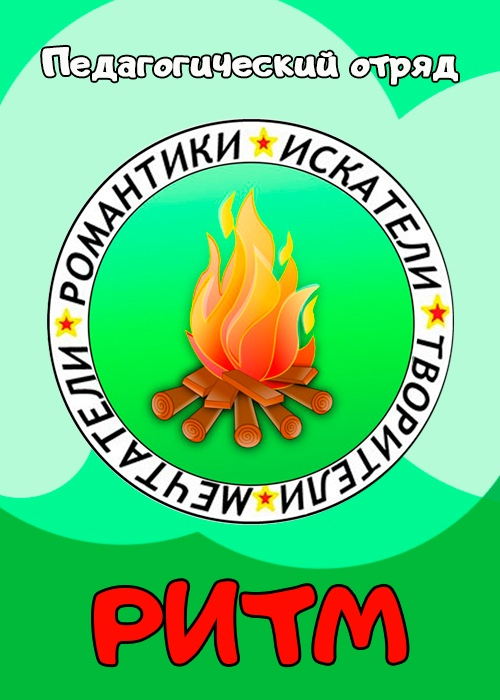 Педагогический отряд
РОМАНТИКИ ИСКАТЕЛИ ТВОРИТЕЛИ МЕЧТАТЕЛИ
РИТМ